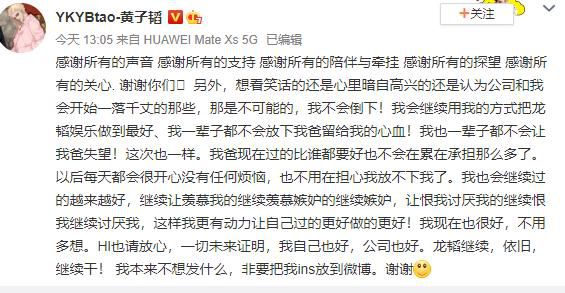 YKYBtao-黄子韬
+关注
今天 13:05 来自 HUAWEI Mate Xs 5G 已编辑
感谢所有的声音 感谢所有的支持 感谢所有的陪伴与牵挂 感谢所有的探望 感谢所
有的关心. 谢谢你们 另外，想看笑话的还是心里暗自高兴的还是认为公司和我
会开始一落千丈的那些，那是不可能的，我不会倒下！我会继续用我的方式把龙
韬娱乐做到最好、我一辈子都不会放下我爸留给我的心血！我也一辈子都不会让
我爸失望！这次也一样。我爸现在过的比谁都要好也不会在累在承担那么多了。
以后每天都会很开心没有任何烦恼，也不用在担心我放不下我了。我也会继续过
的越来越好，继续让羡慕我的继续羡慕嫉妒的继续嫉妒，让恨我讨厌我的继续恨
我继续讨厌我，这样我更有动力让自己过的更好做的更好！我现在也很好，不用
多想。HI也请放心，一切未来证明，我自己也好，公司也好。龙韬继续，依旧，
继续干！ 我本来不想发什么，非要把我ins放到微博。谢谢